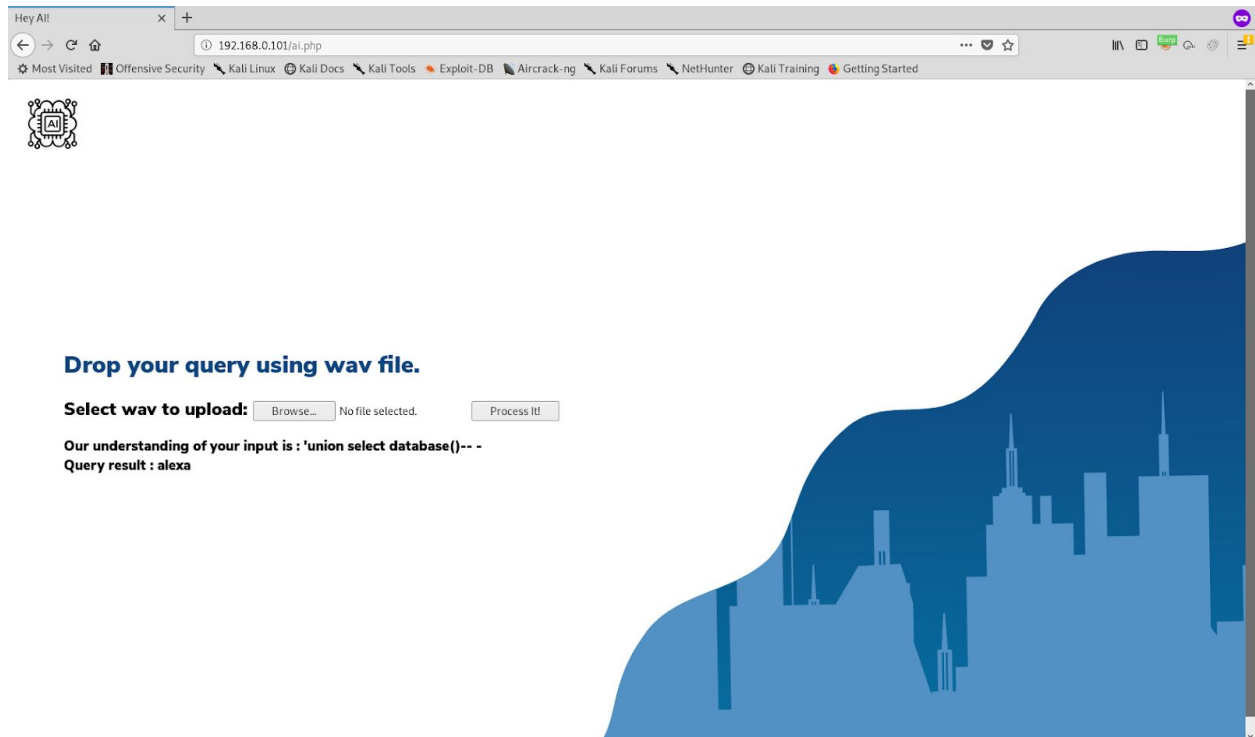 Hey AI!
192.168.0.101/ai.php
Burp
Most Visited Offensive Security Kali Linux Kali Docs Kali Tools Exploit-DB Aircrack-ng Kali Forums NetHunter Kali Training Getting Started
AI
Drop your query using wav file.
Select wav to upload: Browse... No file selected. Process It!
Our understanding of your input is : 'union select database()-- -
Query result : alexa